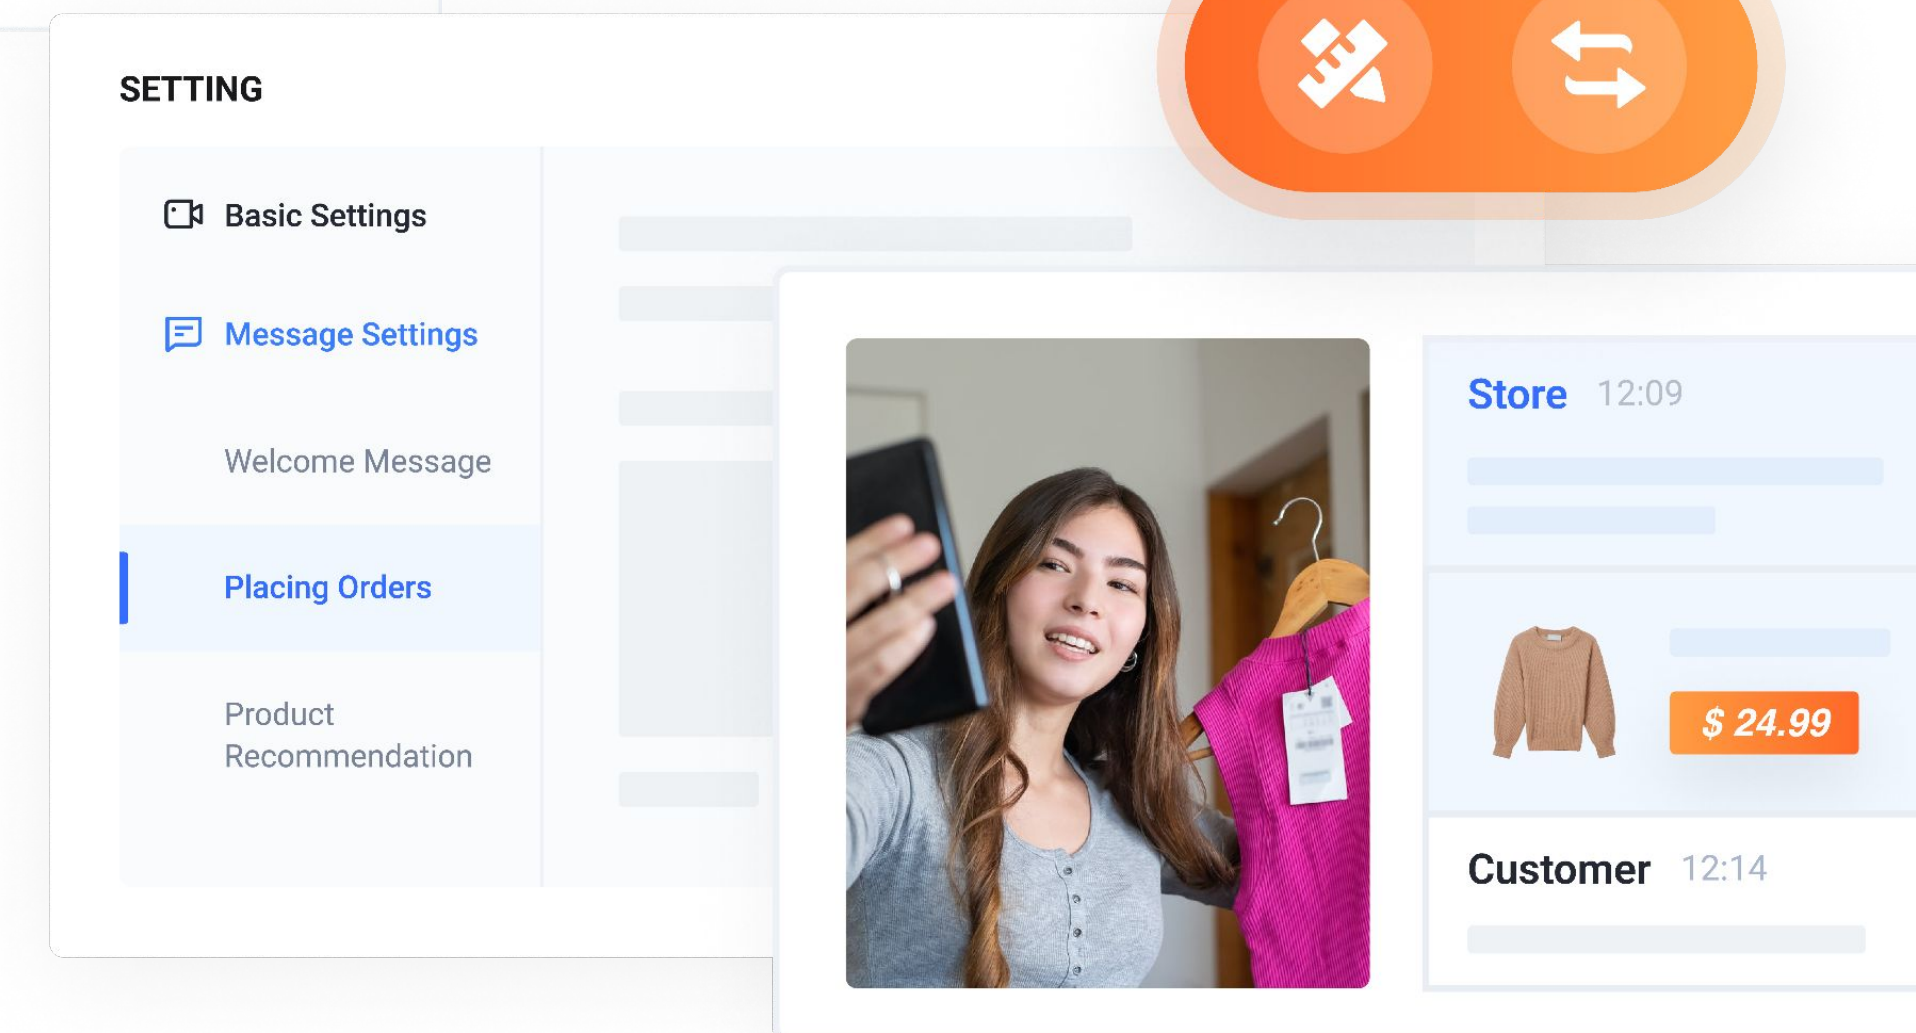 SETTING
Basic Settings
Message Settings
Welcome Message
Placing Orders
Product
Recommendation
Store 12:09
$ 24.99
Customer 12:14